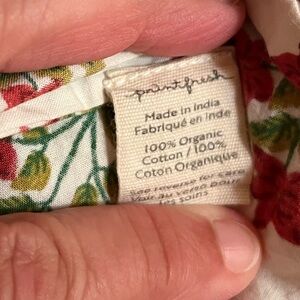 printfresh
Made in India
Fabriqué en Inde
100% Organic
Cotton / 100%
Coton Organique
See reverse for care
Voir au verso pour
les soins